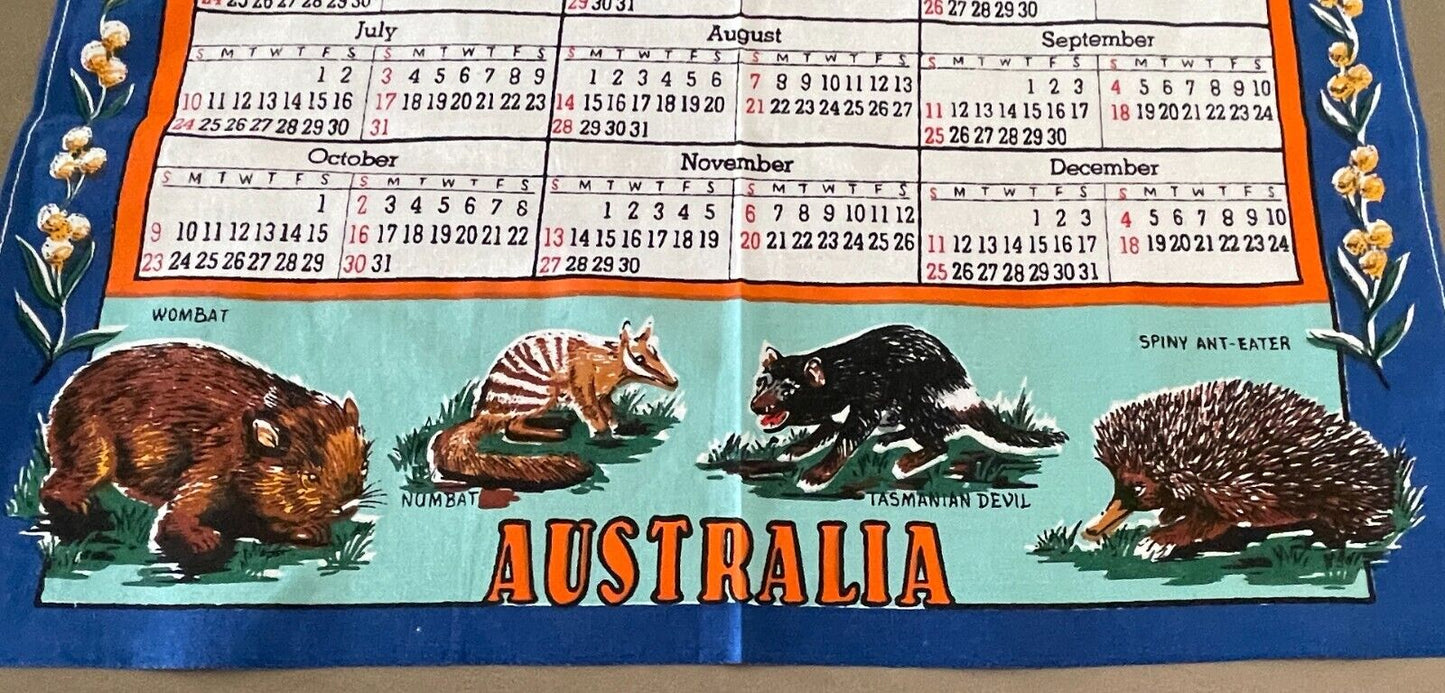 24 25 26 27 28 29 30
29 30 31
26 27 28 29 30
July
S M T W T F S S M T W T F S
1 2 3 4 5 6 7 8 9
10 11 12 13 14 15 16 17 18 19 20 21 22 23
24 25 26 27 28 29 30 31
August
S M T W T F S S M T W T F S
1 2 3 4 5 6 7 8 9 10 11 12 13
14 15 16 17 18 19 20 21 22 23 24 25 26 27
28 29 30 31
September
S M T W T F S S M T W T F S
1 2 3 4 5 6 7 8 9 10
11 12 13 14 15 16 17 18 19 20 21 22 23 24
25 26 27 28 29 30
October
S M T W T F S S M T W T F S
1 2 3 4 5 6 7 8
9 10 11 12 13 14 15 16 17 18 19 20 21 22
23 24 25 26 27 28 29 30 31
November
S M T W T F S S M T W T F S
1 2 3 4 5 6 7 8 9 10 11 12
13 14 15 16 17 18 19 20 21 22 23 24 25 26
27 28 29 30
December
S M T W T F S S M T W T F S
1 2 3 4 5 6 7 8 9 10
11 12 13 14 15 16 17 18 19 20 21 22 23 24
25 26 27 28 29 30 31
WOMBAT
SPINY ANT-EATER
NUMBAT
TASMANIAN DEVIL
AUSTRALIA